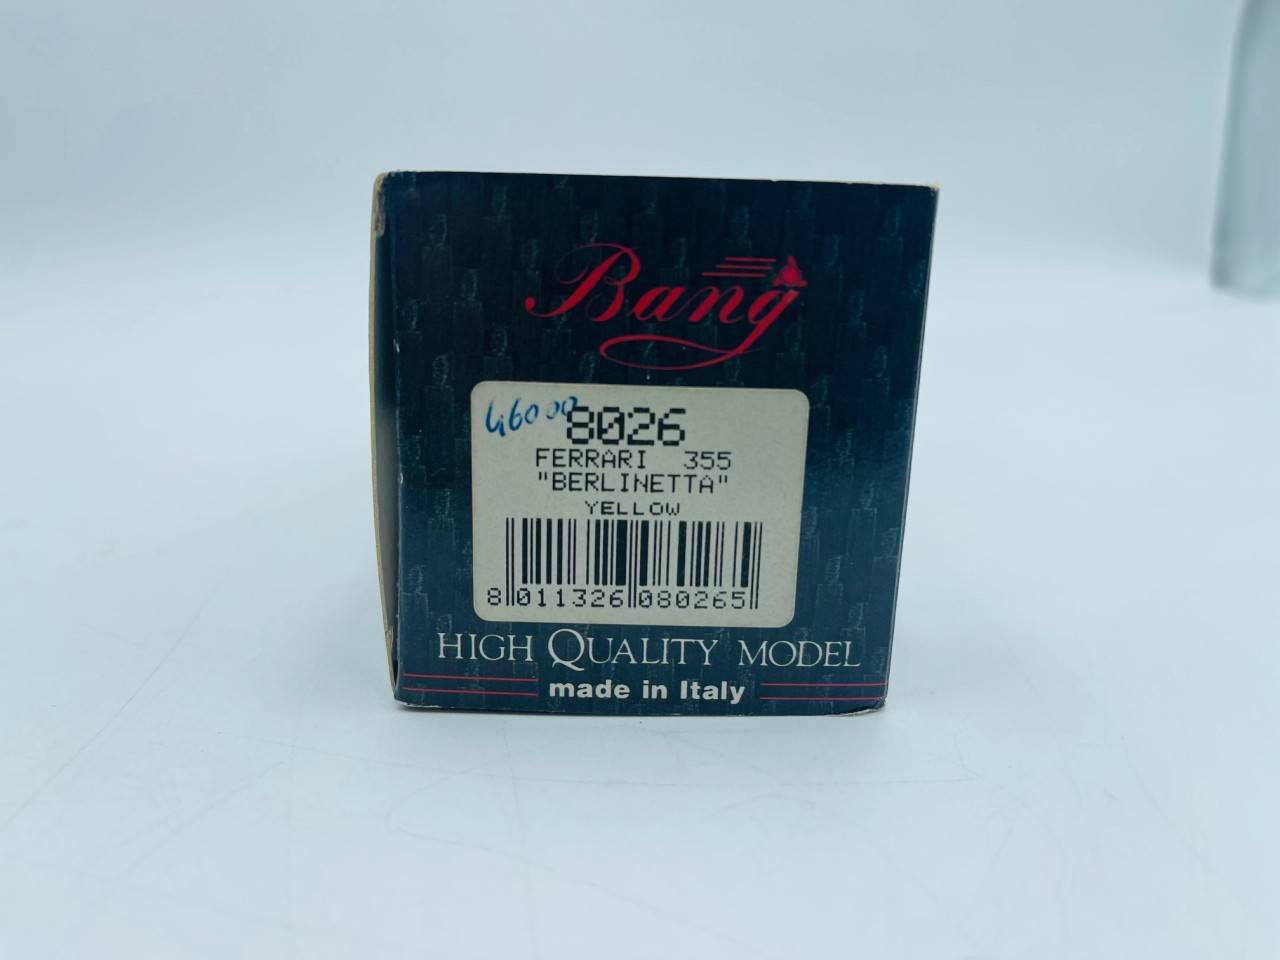 Bang
46000
8026
FERRARI 355
"BERLINETTA"
YELLOW
8 011326 080265
HIGH QUALITY MODEL
made in Italy